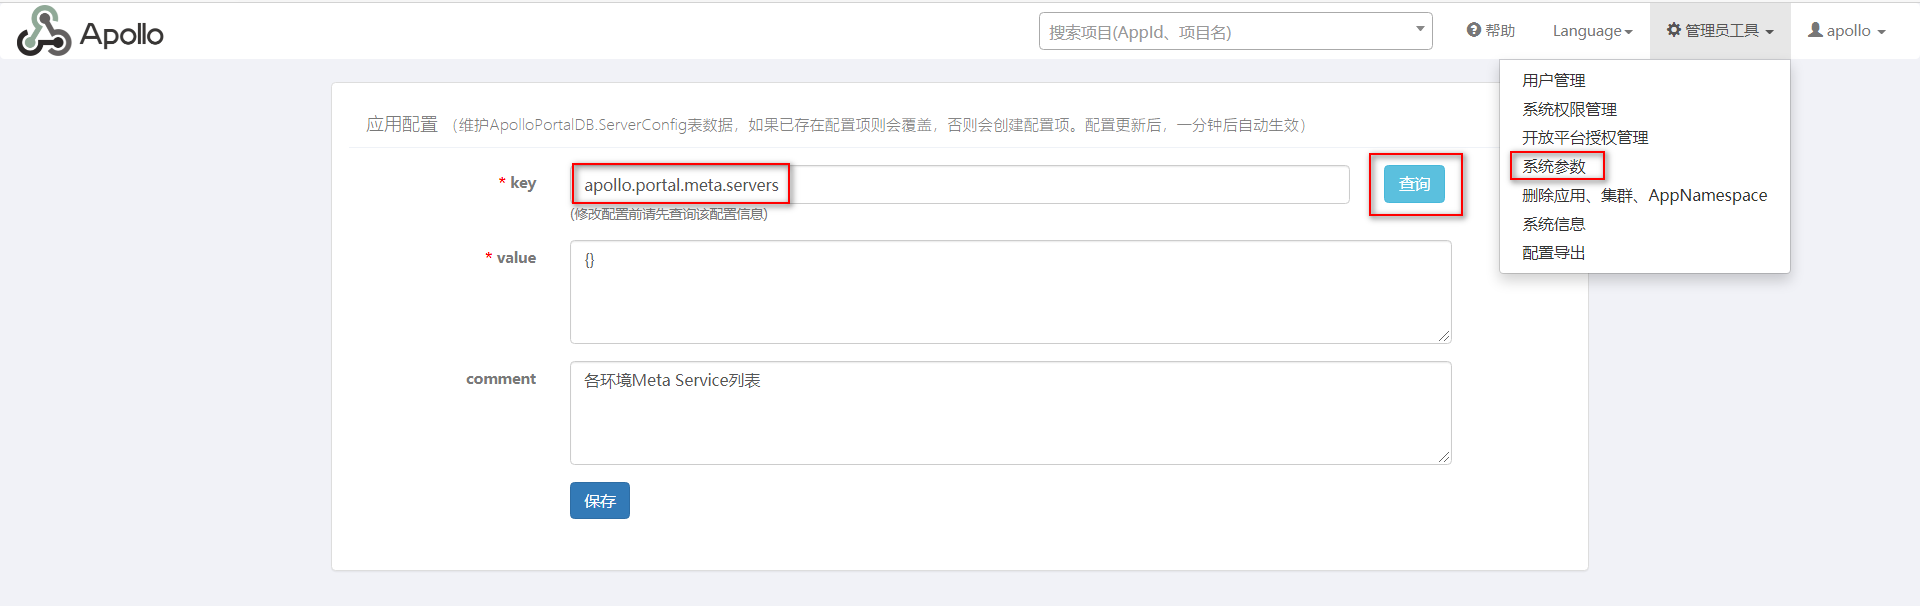 Apollo
搜索项目(AppId、项目名)
帮助
Language
管理员工具
apollo
用户管理
系统权限管理
开放平台授权管理
系统参数
删除应用、集群、AppNamespace
系统信息
配置导出
应用配置 （维护ApolloPortalDB.ServerConfig表数据，如果已存在配置项则会覆盖，否则会创建配置项。配置更新后，一分钟后自动生效）
* key
apollo.portal.meta.servers
查询
(修改配置前请先查询该配置信息)
* value
{}
comment
各环境Meta Service列表
保存